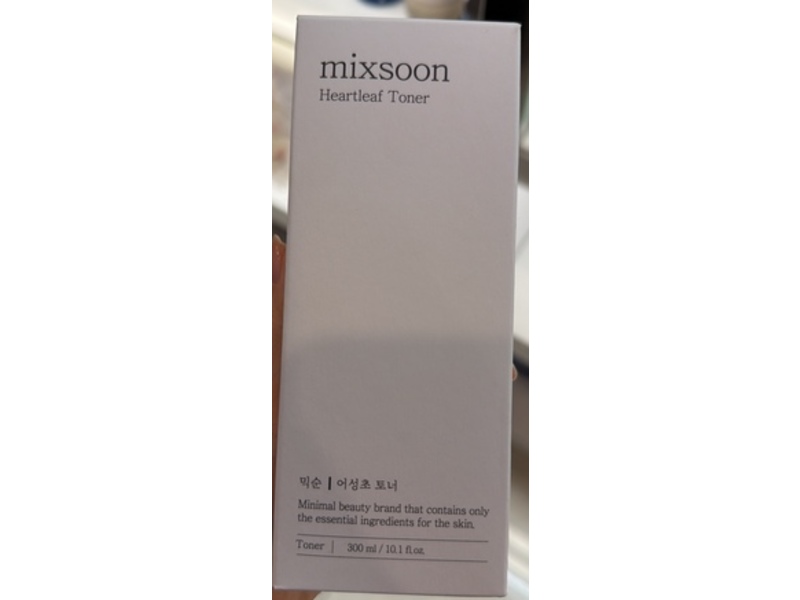 mixsoon
Heartleaf Toner
믹순 | 어성초 토너
Minimal beauty brand that contains only
the essential ingredients for the skin.
Toner | 300 ml / 10.1 fl.oz.